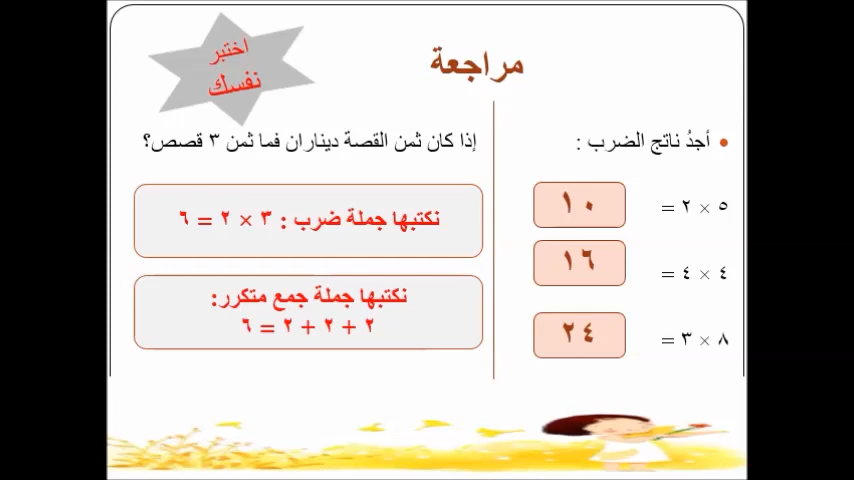 مراجعة
اختبر
نفسك
• أجدُ ناتج الضرب :
٥ × ٢ =
١٠
٤ × ٤ =
١٦
٨ × ٣ =
٢٤
إذا كان ثمن القصة ديناران فما ثمن ٣ قصص؟
نكتبها جملة ضرب : ٣ × ٢ = ٦
نكتبها جملة جمع متكرر:
٢ + ٢ + ٢ = ٦